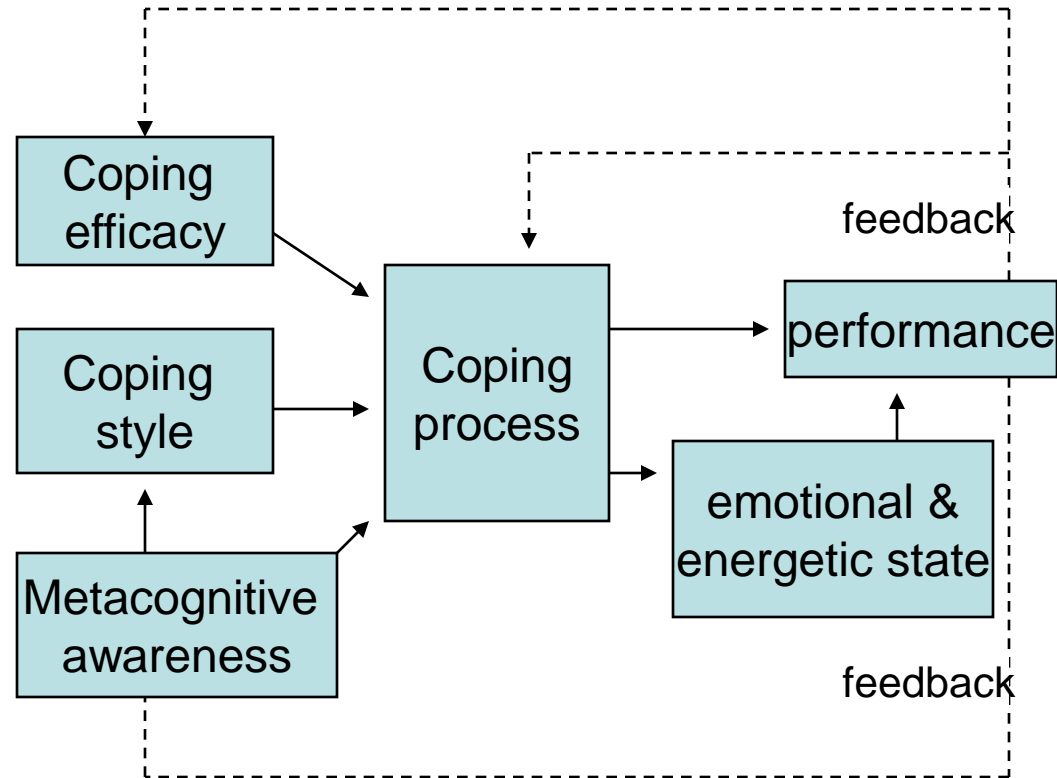 Coping
efficacy
feedback
Coping
process
performance
Coping
style
emotional &
energetic state
Metacognitive
awareness
feedback